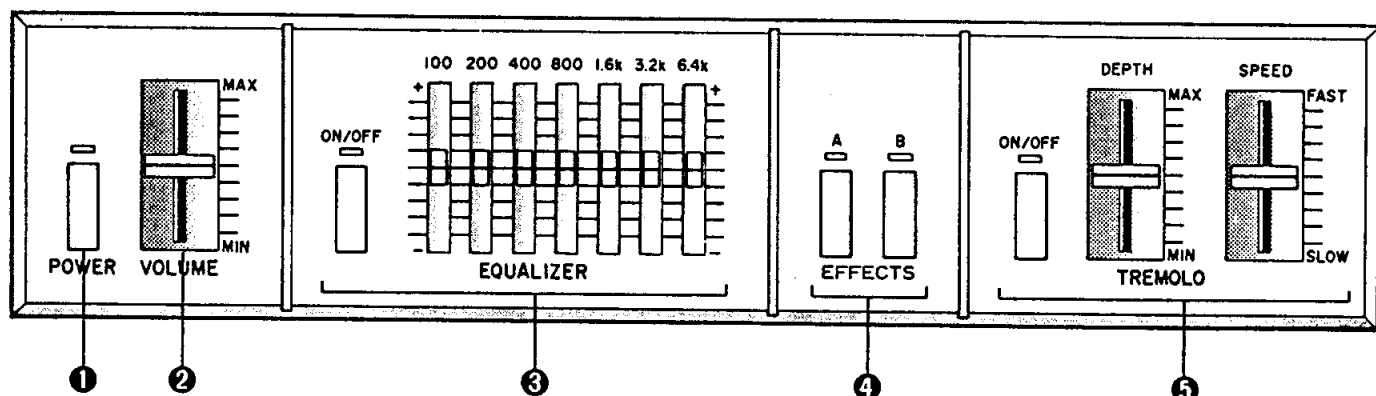 100 200 400 800 1.6k 3.2k 6.4k
DEPTH SPEED
MAX + + MAX FAST
ON/OFF A B ON/OFF
MIN - - MIN SLOW
POWER VOLUME EQUALIZER EFFECTS TREMOLO
1 2 3 4 5